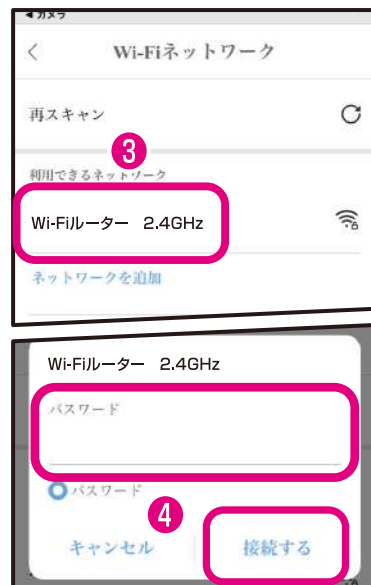 ◀カメラ
Wi-Fiネットワーク
再スキャン
3
利用できるネットワーク
Wi-Fiルーター 2.4GHz
ネットワークを追加
Wi-Fiルーター 2.4GHz
パスワード
パスワード
4
キャンセル 接続する